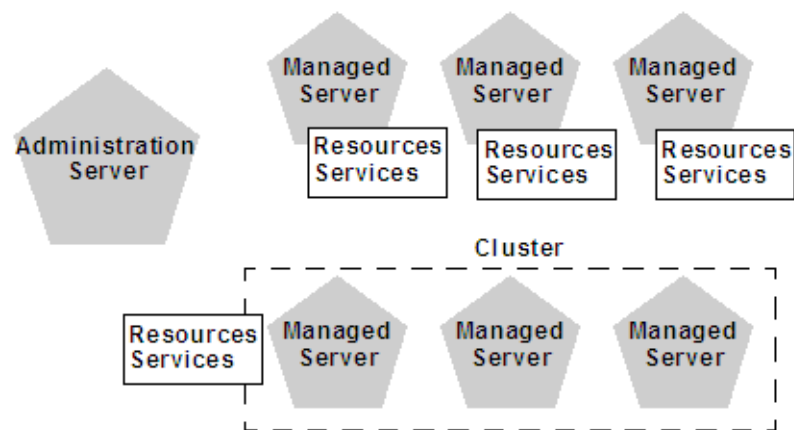 Managed
Server
Managed
Server
Managed
Server
Administration
Server
Resources
Services
Resources
Services
Resources
Services
Cluster
Resources
Services
Managed
Server
Managed
Server
Managed
Server